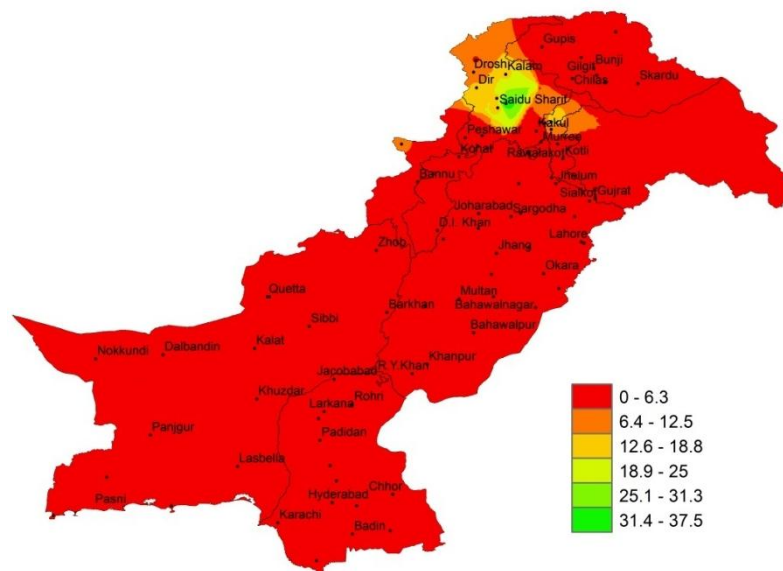 Gupis
Drosh
Kalam
Gilgit
Bunji
Dir
Chilas
Skardu
Saidu Sharif
Kakul
Peshawar
Murree
Kohat
Rawalakot
Kotli
Bannu
Jhelum
Sialkot
Gujrat
Joharabad
Sargodha
D.I. Khan
Lahore
Zhob
Jhang
Okara
Quetta
Multan
Barkhan
Bahawalnagar
Sibbi
Bahawalpur
Kalat
Nokkundi
Dalbandin
Khanpur
R.Y.Khan
Jacobabad
Khuzdar
Rohri
Larkana
Panjgur
Padidan
Lasbella
Chhor
Pasni
Hyderabad
Karachi
Badin
0 - 6.3
6.4 - 12.5
12.6 - 18.8
18.9 - 25
25.1 - 31.3
31.4 - 37.5